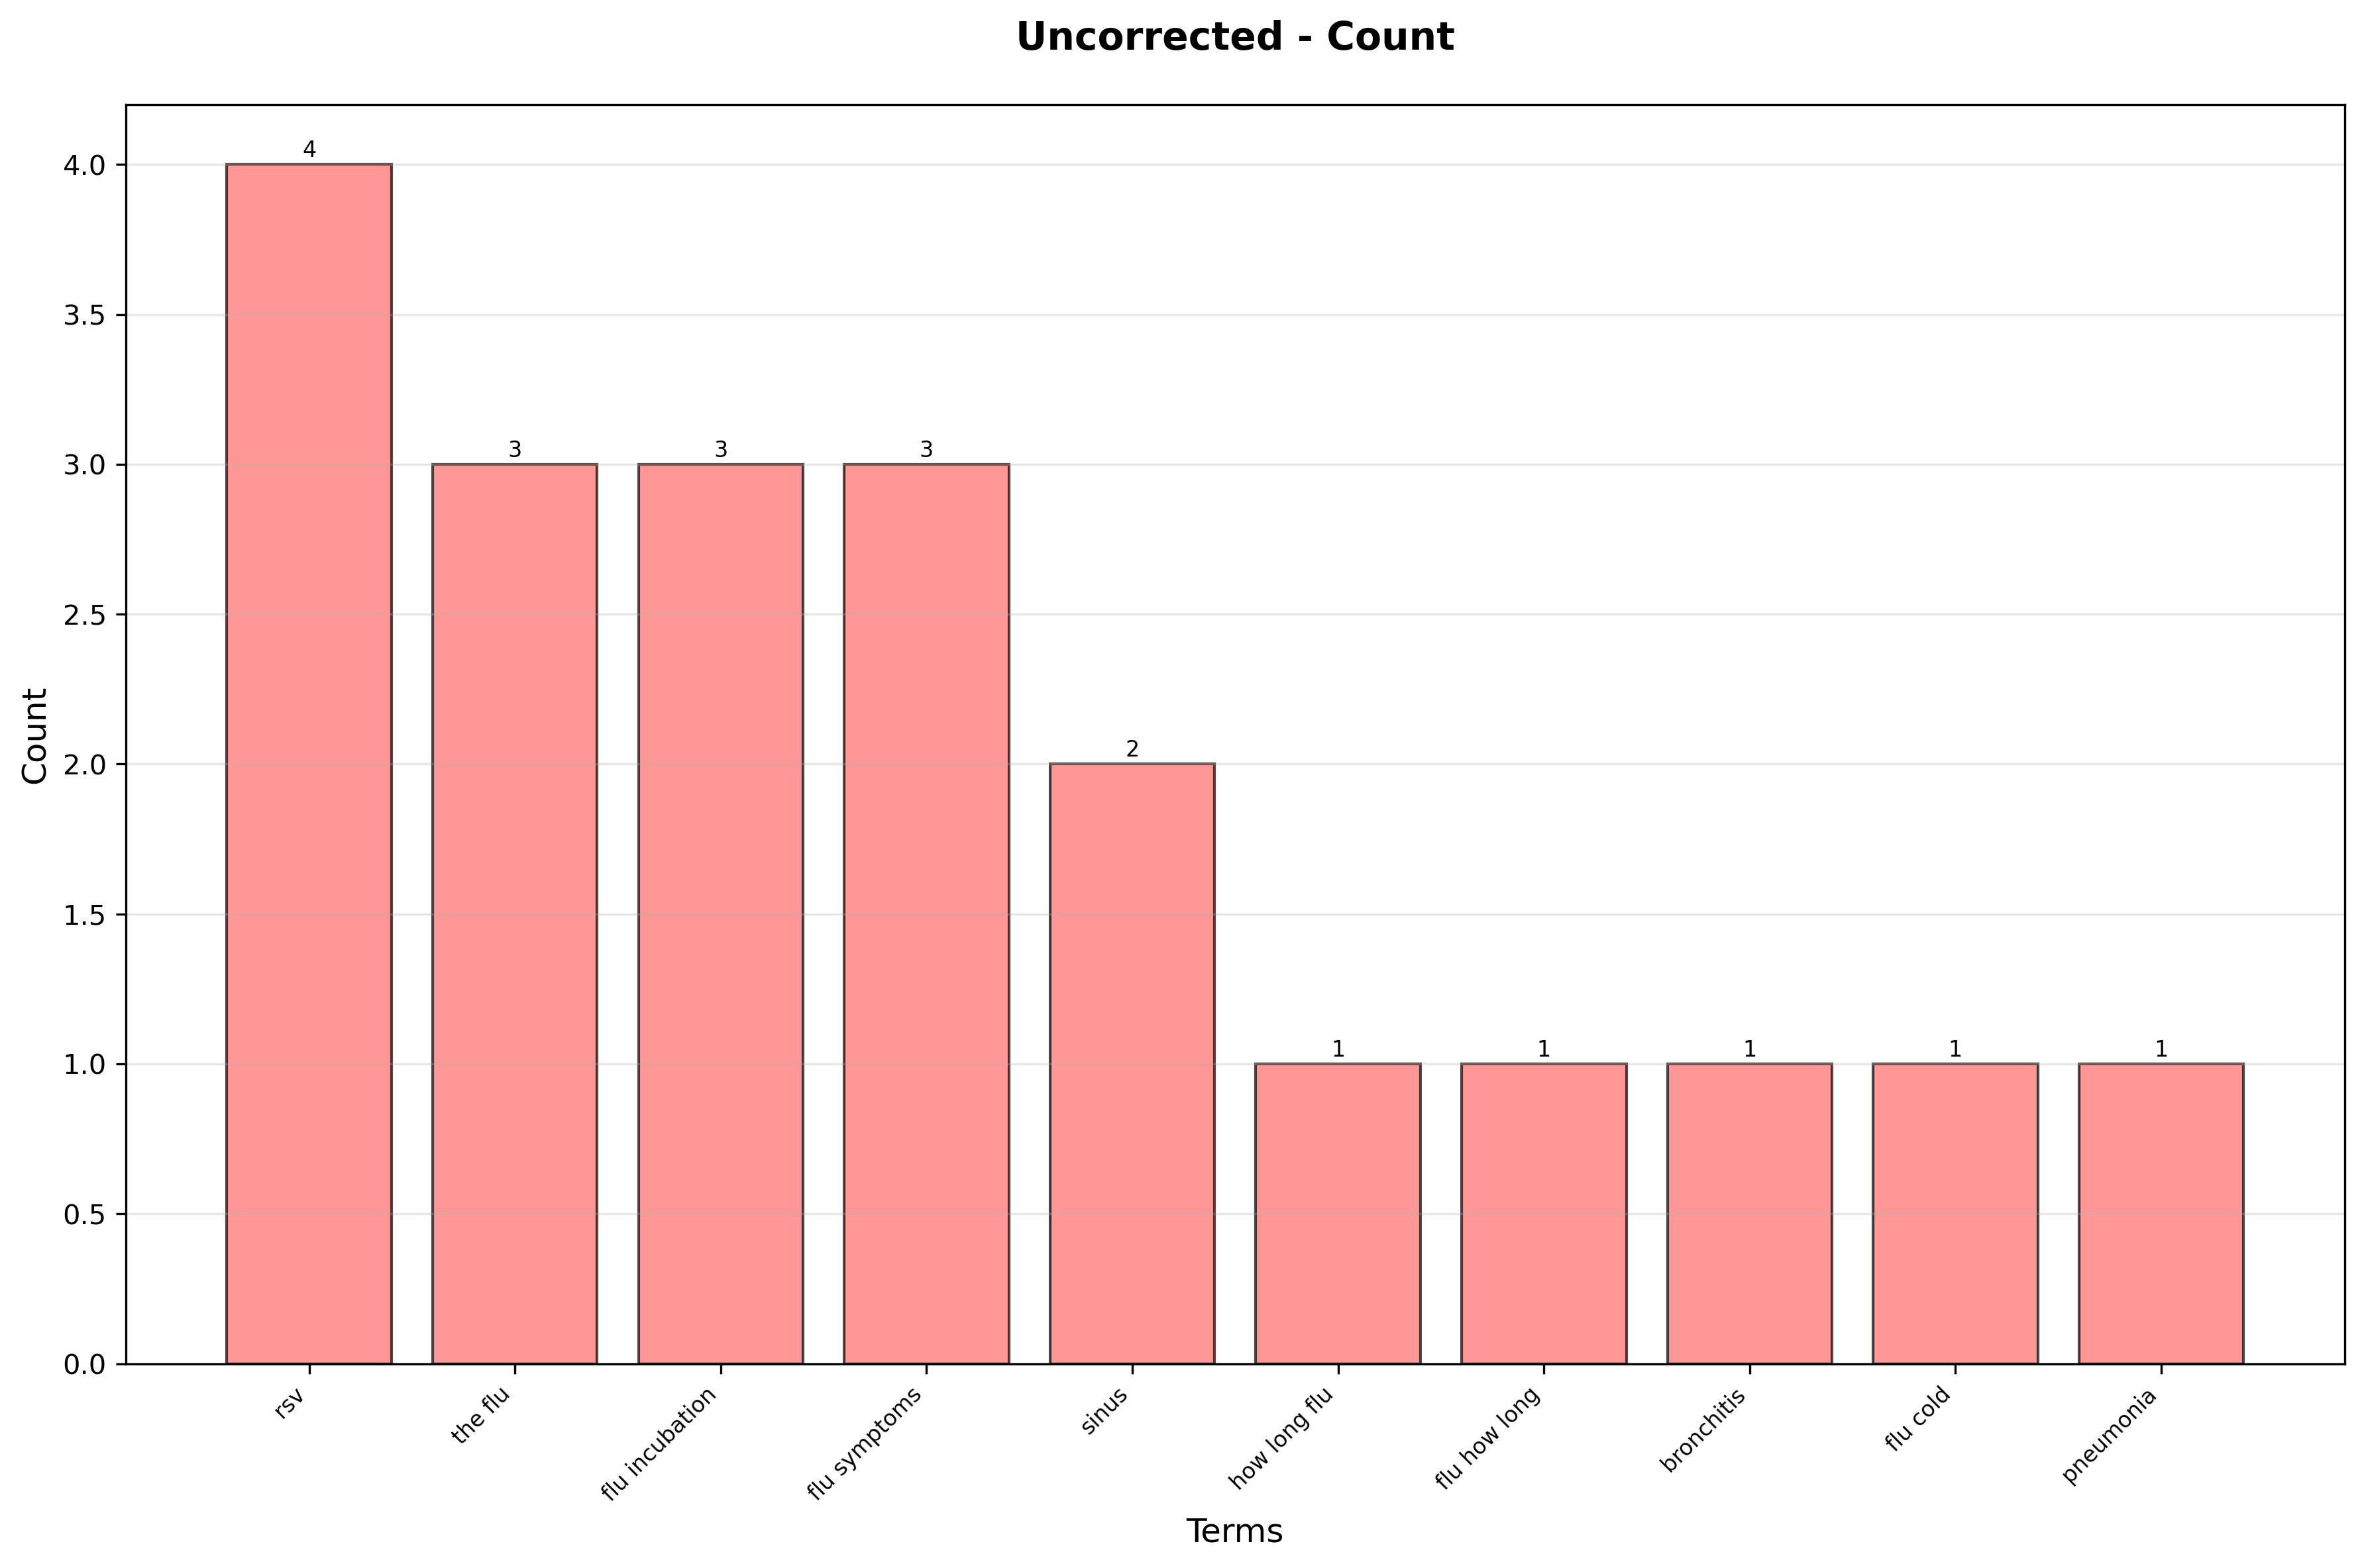 Uncorrected - Count
Count
4.0
3.5
3.0
2.5
2.0
1.5
1.0
0.5
0.0
4
3
3
3
2
1
1
1
1
1
rsv
the flu
flu incubation
flu symptoms
sinus
how long flu
flu how long
bronchitis
flu cold
pneumonia
Terms